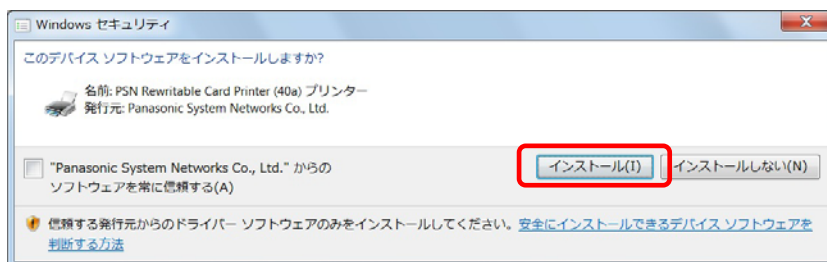 Windows セキュリティ
このデバイス ソフトウェアをインストールしますか?
名前: PSN Rewritable Card Printer (40a) プリンター
発行元: Panasonic System Networks Co., Ltd.
"Panasonic System Networks Co., Ltd." からの
ソフトウェアを常に信頼する(A)
インストール(I)
インストールしない(N)
信頼する発行元からのドライバー ソフトウェアのみをインストールしてください。安全にインストールできるデバイス ソフトウェアを
判断する方法